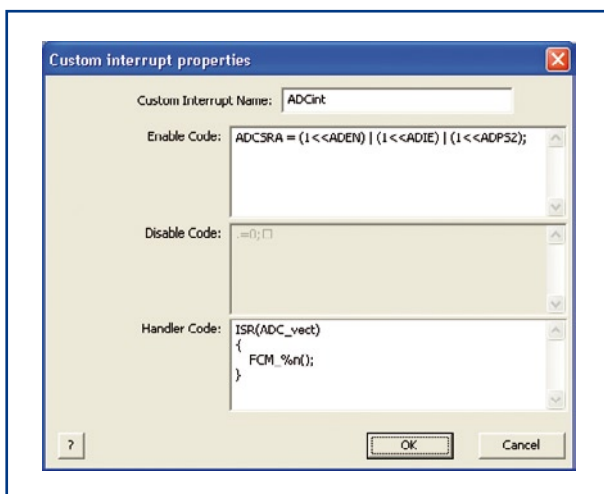 Custom interrupt properties
Custom Interrupt Name: ADCint
Enable Code: ADCSRA = (1<<ADEN) | (1<<ADIE) | (1<<ADPS2);
Disable Code: .=0;□
Handler Code: ISR(ADC_vect)
{
FCM_%n();
}
? OK Cancel